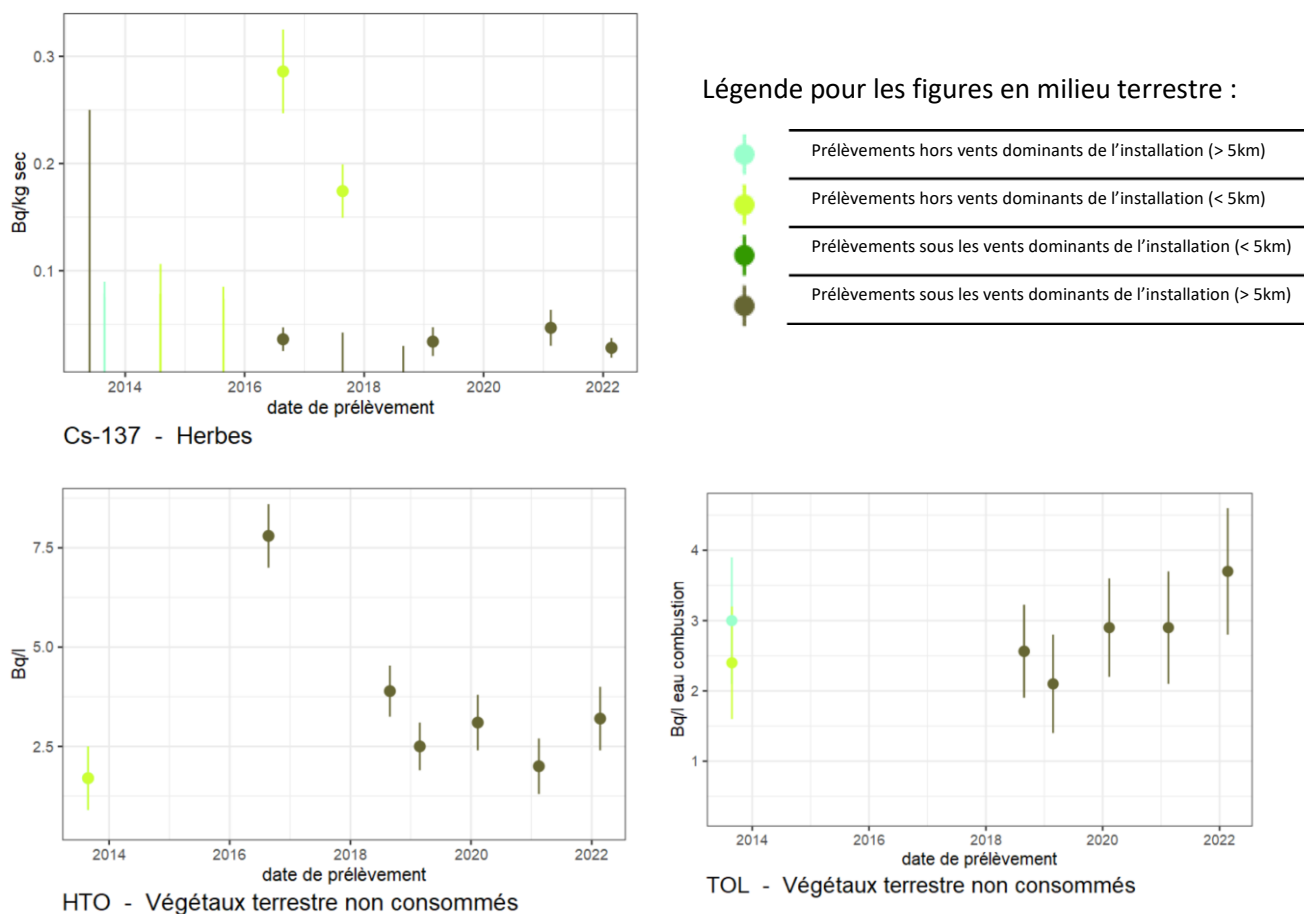 0.3
0.2
0.1
Bq/kg sec
2014 2016 2018 2020 2022
date de prélèvement
Cs-137 - Herbes
Légende pour les figures en milieu terrestre :
Prélèvements hors vents dominants de l'installation (> 5km)
Prélèvements hors vents dominants de l'installation (< 5km)
Prélèvements sous les vents dominants de l'installation (< 5km)
Prélèvements sous les vents dominants de l'installation (> 5km)
7.5
5.0
2.5
Bq/l
2014 2016 2018 2020 2022
date de prélèvement
HTO - Végétaux terrestre non consommés
4
3
2
1
Bq/l eau combustion
2014 2016 2018 2020 2022
date de prélèvement
TOL - Végétaux terrestre non consommés